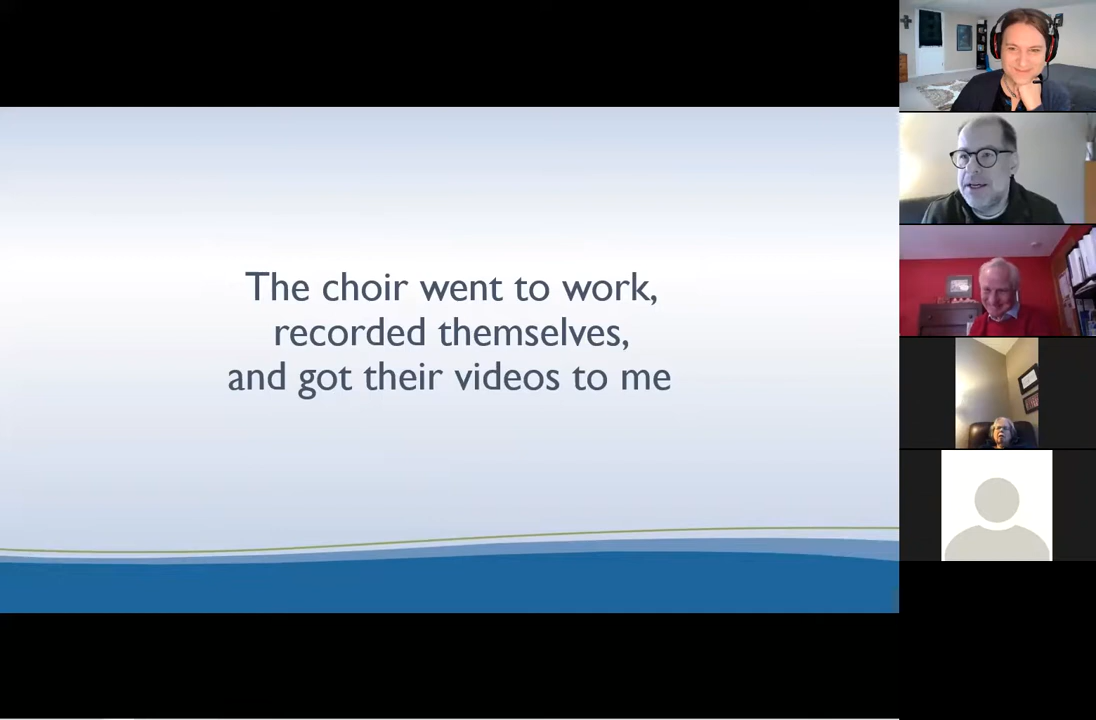 The choir went to work,
recorded themselves,
and got their videos to me